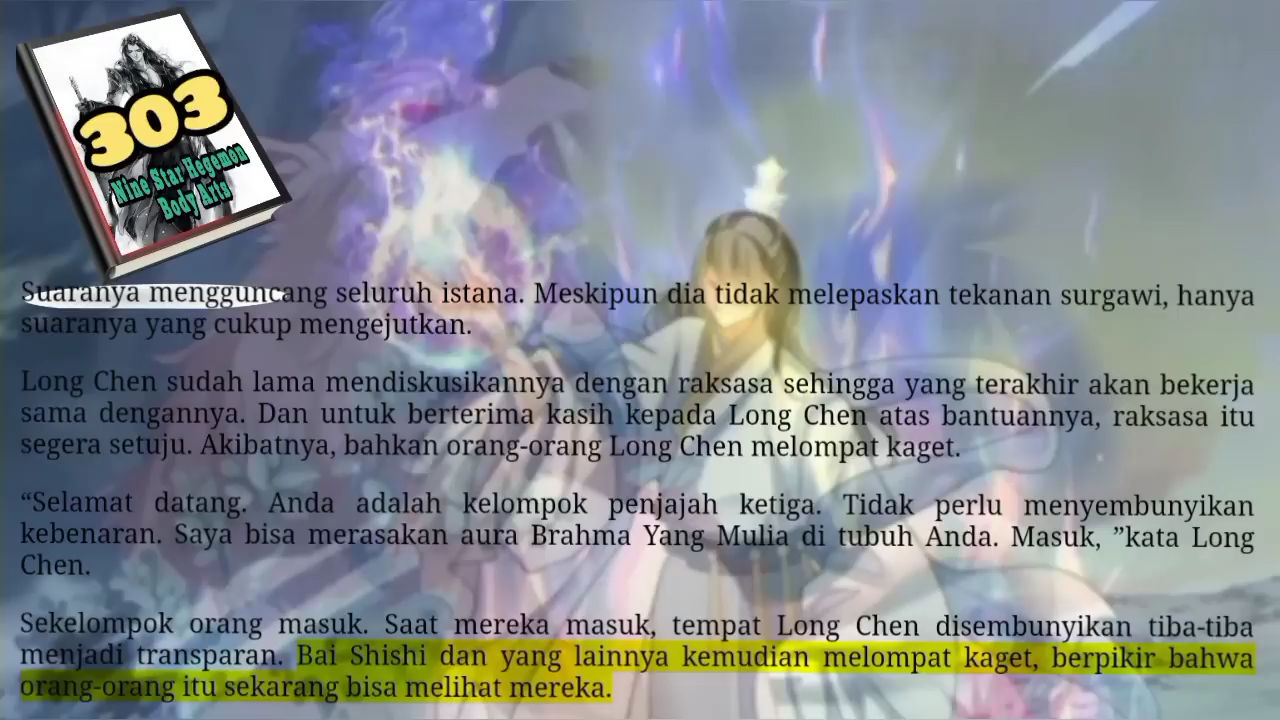 303
Nine Star Hegemon
Body Arts
Suaranya mengguncang seluruh istana. Meskipun dia tidak melepaskan tekanan surgawi, hanya
suaranya yang cukup mengejutkan.
Long Chen sudah lama mendiskusikannya dengan raksasa sehingga yang terakhir akan bekerja
sama dengannya. Dan untuk berterima kasih kepada Long Chen atas bantuannya, raksasa itu
segera setuju. Akibatnya, bahkan orang-orang Long Chen melompat kaget.
“Selamat datang. Anda adalah kelompok penjajah ketiga. Tidak perlu menyembunyikan
kebenaran. Saya bisa merasakan aura Brahma Yang Mulia di tubuh Anda. Masuk, ”kata Long
Chen.
Sekelompok orang masuk. Saat mereka masuk, tempat Long Chen disembunyikan tiba-tiba
menjadi transparan. Bai Shishi dan yang lainnya kemudian melompat kaget, berpikir bahwa
orang-orang itu sekarang bisa melihat mereka.